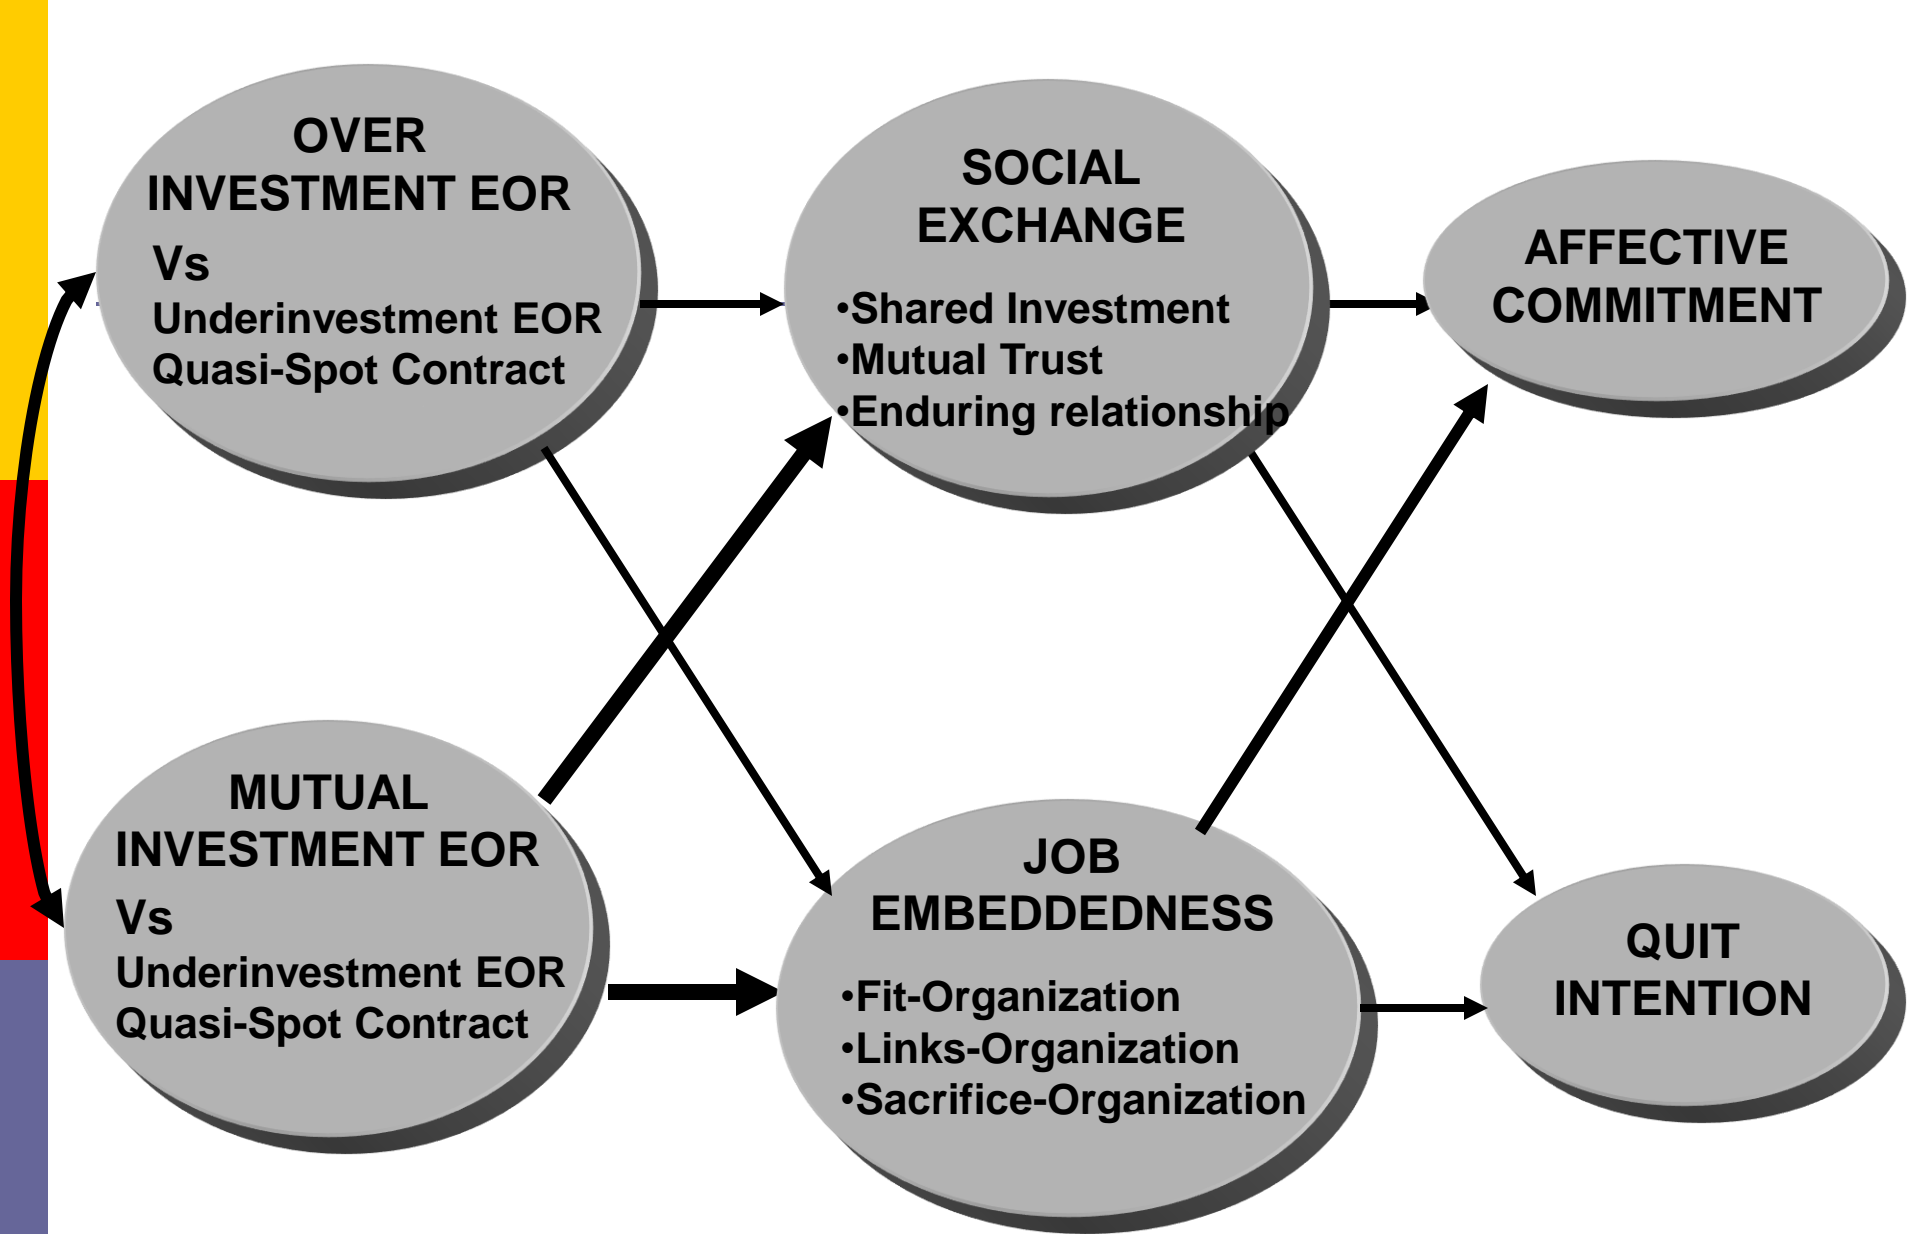 OVER
INVESTMENT EOR
Vs
Underinvestment EOR
Quasi-Spot Contract
SOCIAL
EXCHANGE
•Shared Investment
•Mutual Trust
•Enduring relationship
AFFECTIVE
COMMITMENT
MUTUAL
INVESTMENT EOR
Vs
Underinvestment EOR
Quasi-Spot Contract
JOB
EMBEDDEDNESS
•Fit-Organization
•Links-Organization
•Sacrifice-Organization
QUIT
INTENTION